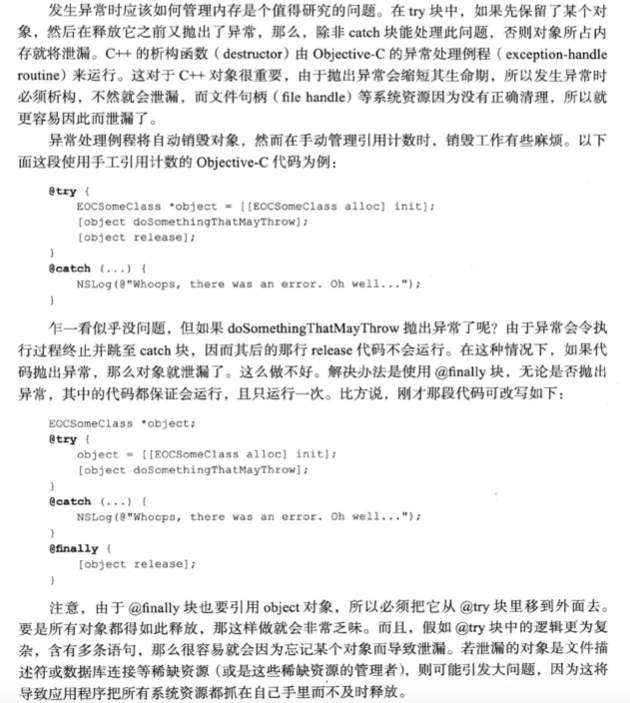 发生异常时应该如何管理内存是个值得研究的问题。在 try 块中，如果先保留了某个对
象，然后在释放它之前又抛出了异常，那么，除非 catch 块能处理此问题，否则对象所占内
存就将泄漏。C++ 的析构函数（destructor）由 Objective-C 的异常处理例程（exception-handle
routine）来运行。这对于 C++ 对象很重要，由于抛出异常会缩短其生命期，所以发生异常时
必须析构，不然就会泄漏，而文件句柄（file handle）等系统资源因为没有正确清理，所以就
更容易因此而泄漏了。
异常处理例程将自动销毁对象，然而在手动管理引用计数时，销毁工作有些麻烦。以下
面这段使用手工引用计数的 Objective-C 代码为例：
@try {
EOCSomeClass *object = [[EOCSomeClass alloc] init];
[object doSomethingThatMayThrow];
[object release];
}
@catch (...) {
NSLog(@"Whoops, there was an error. Oh well...");
}
乍一看似乎没问题，但如果 doSomethingThatMayThrow 抛出异常了呢？由于异常会令执
行过程终止并跳至 catch 块，因而其后的那行 release 代码不会运行。在这种情况下，如果代
码抛出异常，那么对象就泄漏了。这么做不好。解决办法是使用 @finally 块，无论是否抛出
异常，其中的代码都保证会运行，且只运行一次。比方说，刚才那段代码可改写如下：
EOCSomeClass *object;
@try {
object = [[EOCSomeClass alloc] init];
[object doSomethingThatMayThrow];
}
@catch (...) {
NSLog(@"Whoops, there was an error. Oh well...");
}
@finally {
[object release];
}
注意，由于 @finally 块也要引用 object 对象，所以必须把它从 @try 块里移到外面去。
要是所有对象都得如此释放，那这样做就会非常乏味。而且，假如 @try 块中的逻辑更为复
杂，含有多条语句，那么很容易就会因为忘记某个对象而导致泄漏。若泄漏的对象是文件描
述符或数据库连接等稀缺资源（或是这些稀缺资源的管理者），则可能引发大问题，因为这将
导致应用程序把所有系统资源都抓在自己手里而不及时释放。